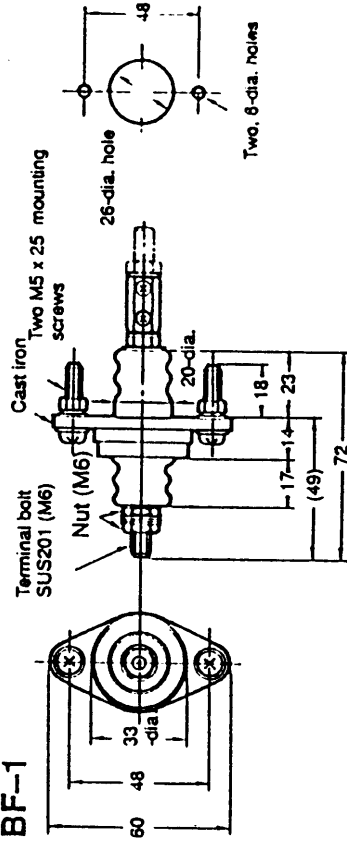 BF-1
Terminal bolt
SUS201 (M6)
Nut (M6)
Cast iron
Two M5 x 25 mounting
screws
26-dia. hole
48
Two, 6-dia. holes
33
-dia.
48
60
20-dia.
18
17
14
23
(49)
72